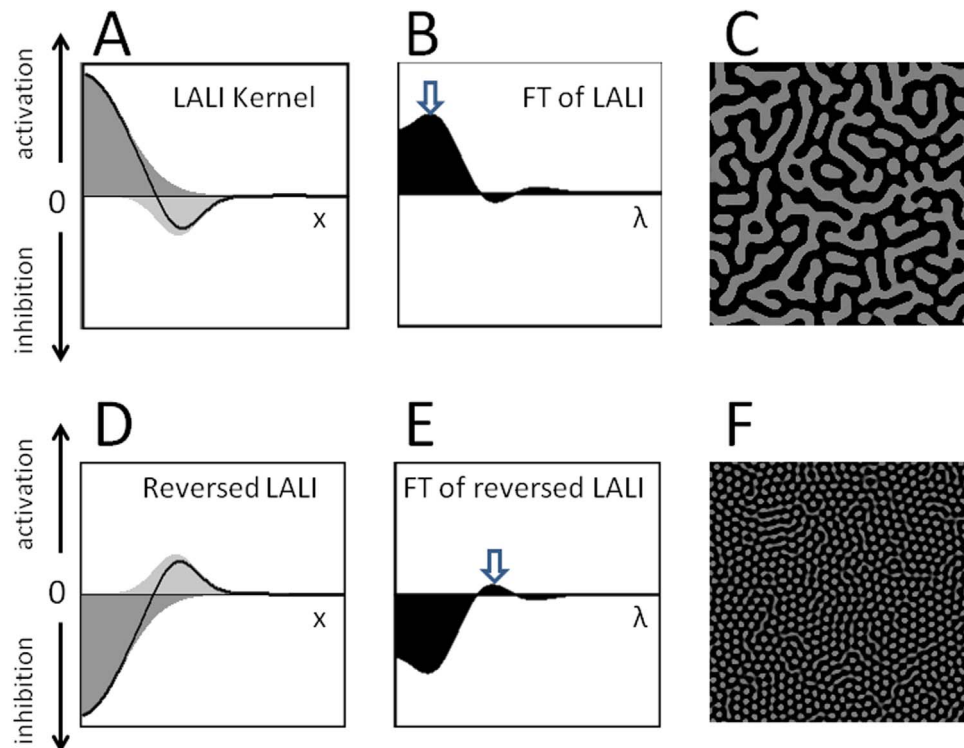 A
B
C
activation
0
inhibition
LALI Kernel
x
FT of LALI
λ
D
E
F
activation
0
inhibition
Reversed LALI
x
FT of reversed LALI
λ